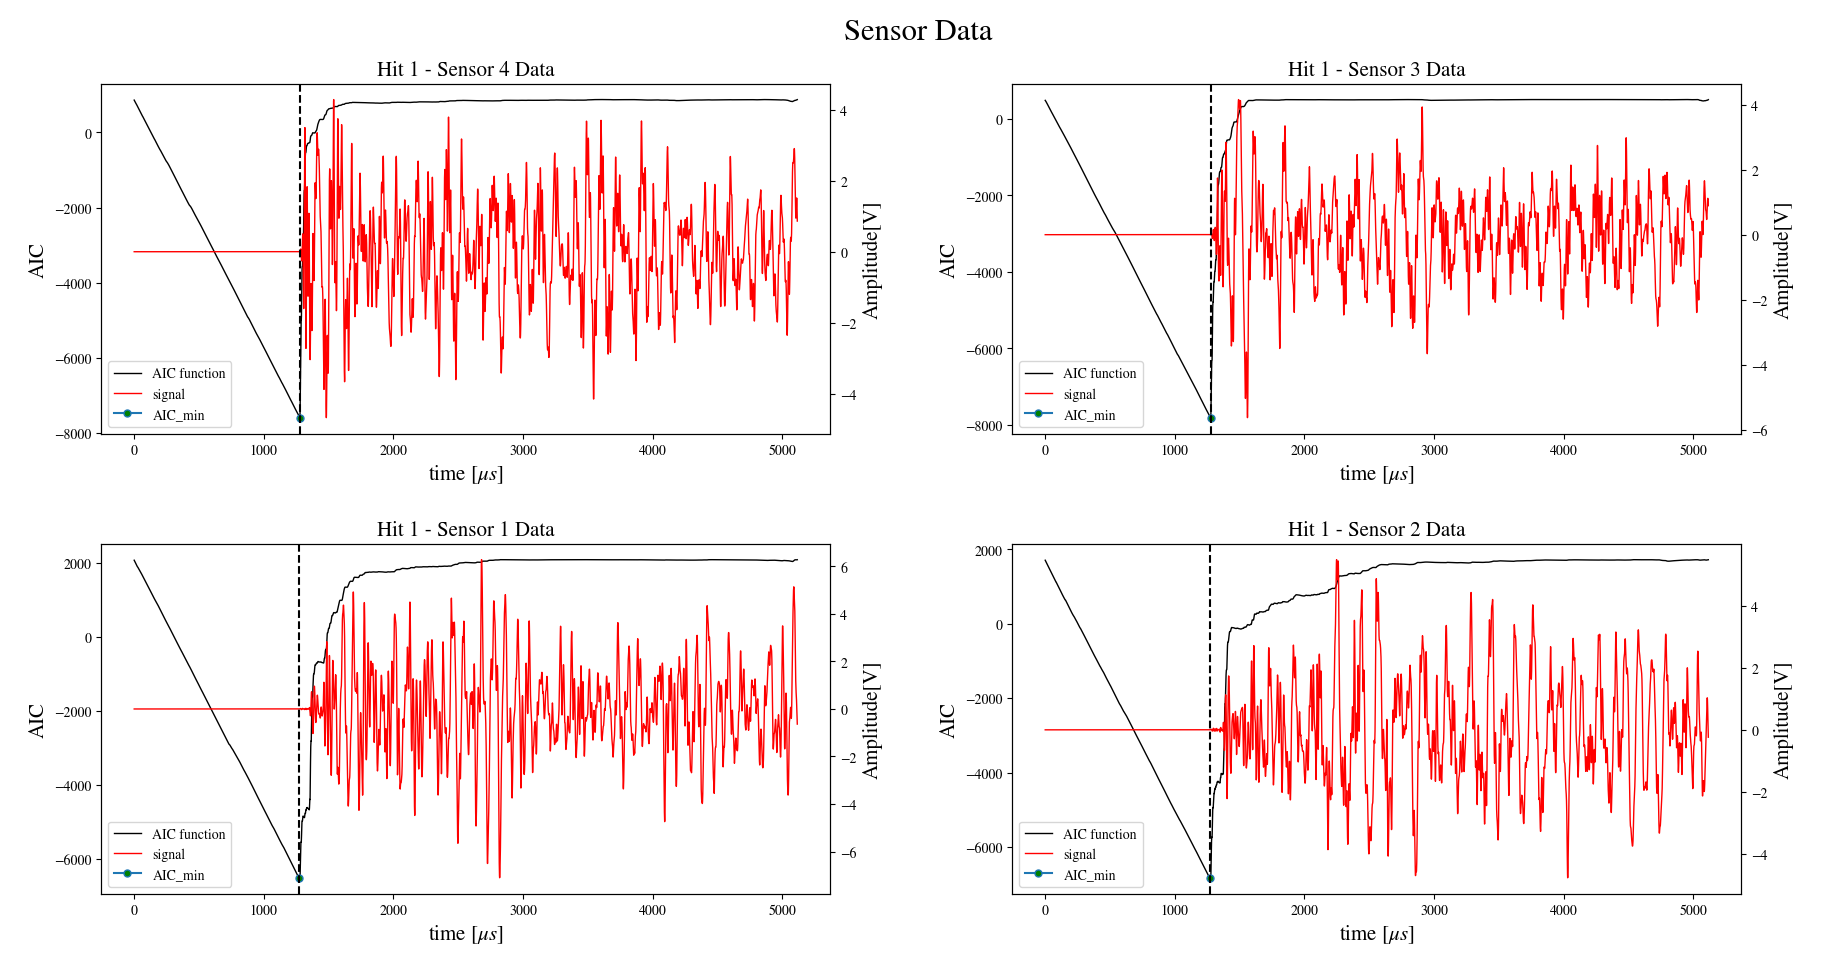 Sensor Data
Hit 1 - Sensor 4 Data
AIC
0
−2000
−4000
−6000
−8000
4
2
0
−2
−4
Amplitude[V]
AIC function
signal
AIC_min
0 1000 2000 3000 4000 5000
time [μs]
Hit 1 - Sensor 3 Data
AIC
0
−2000
−4000
−6000
−8000
4
2
0
−2
−4
−6
Amplitude[V]
AIC function
signal
AIC_min
0 1000 2000 3000 4000 5000
time [μs]
Hit 1 - Sensor 1 Data
AIC
2000
0
−2000
−4000
−6000
6
4
2
0
−2
−4
−6
Amplitude[V]
AIC function
signal
AIC_min
0 1000 2000 3000 4000 5000
time [μs]
Hit 1 - Sensor 2 Data
AIC
2000
0
−2000
−4000
−6000
4
2
0
−2
−4
Amplitude[V]
AIC function
signal
AIC_min
0 1000 2000 3000 4000 5000
time [μs]